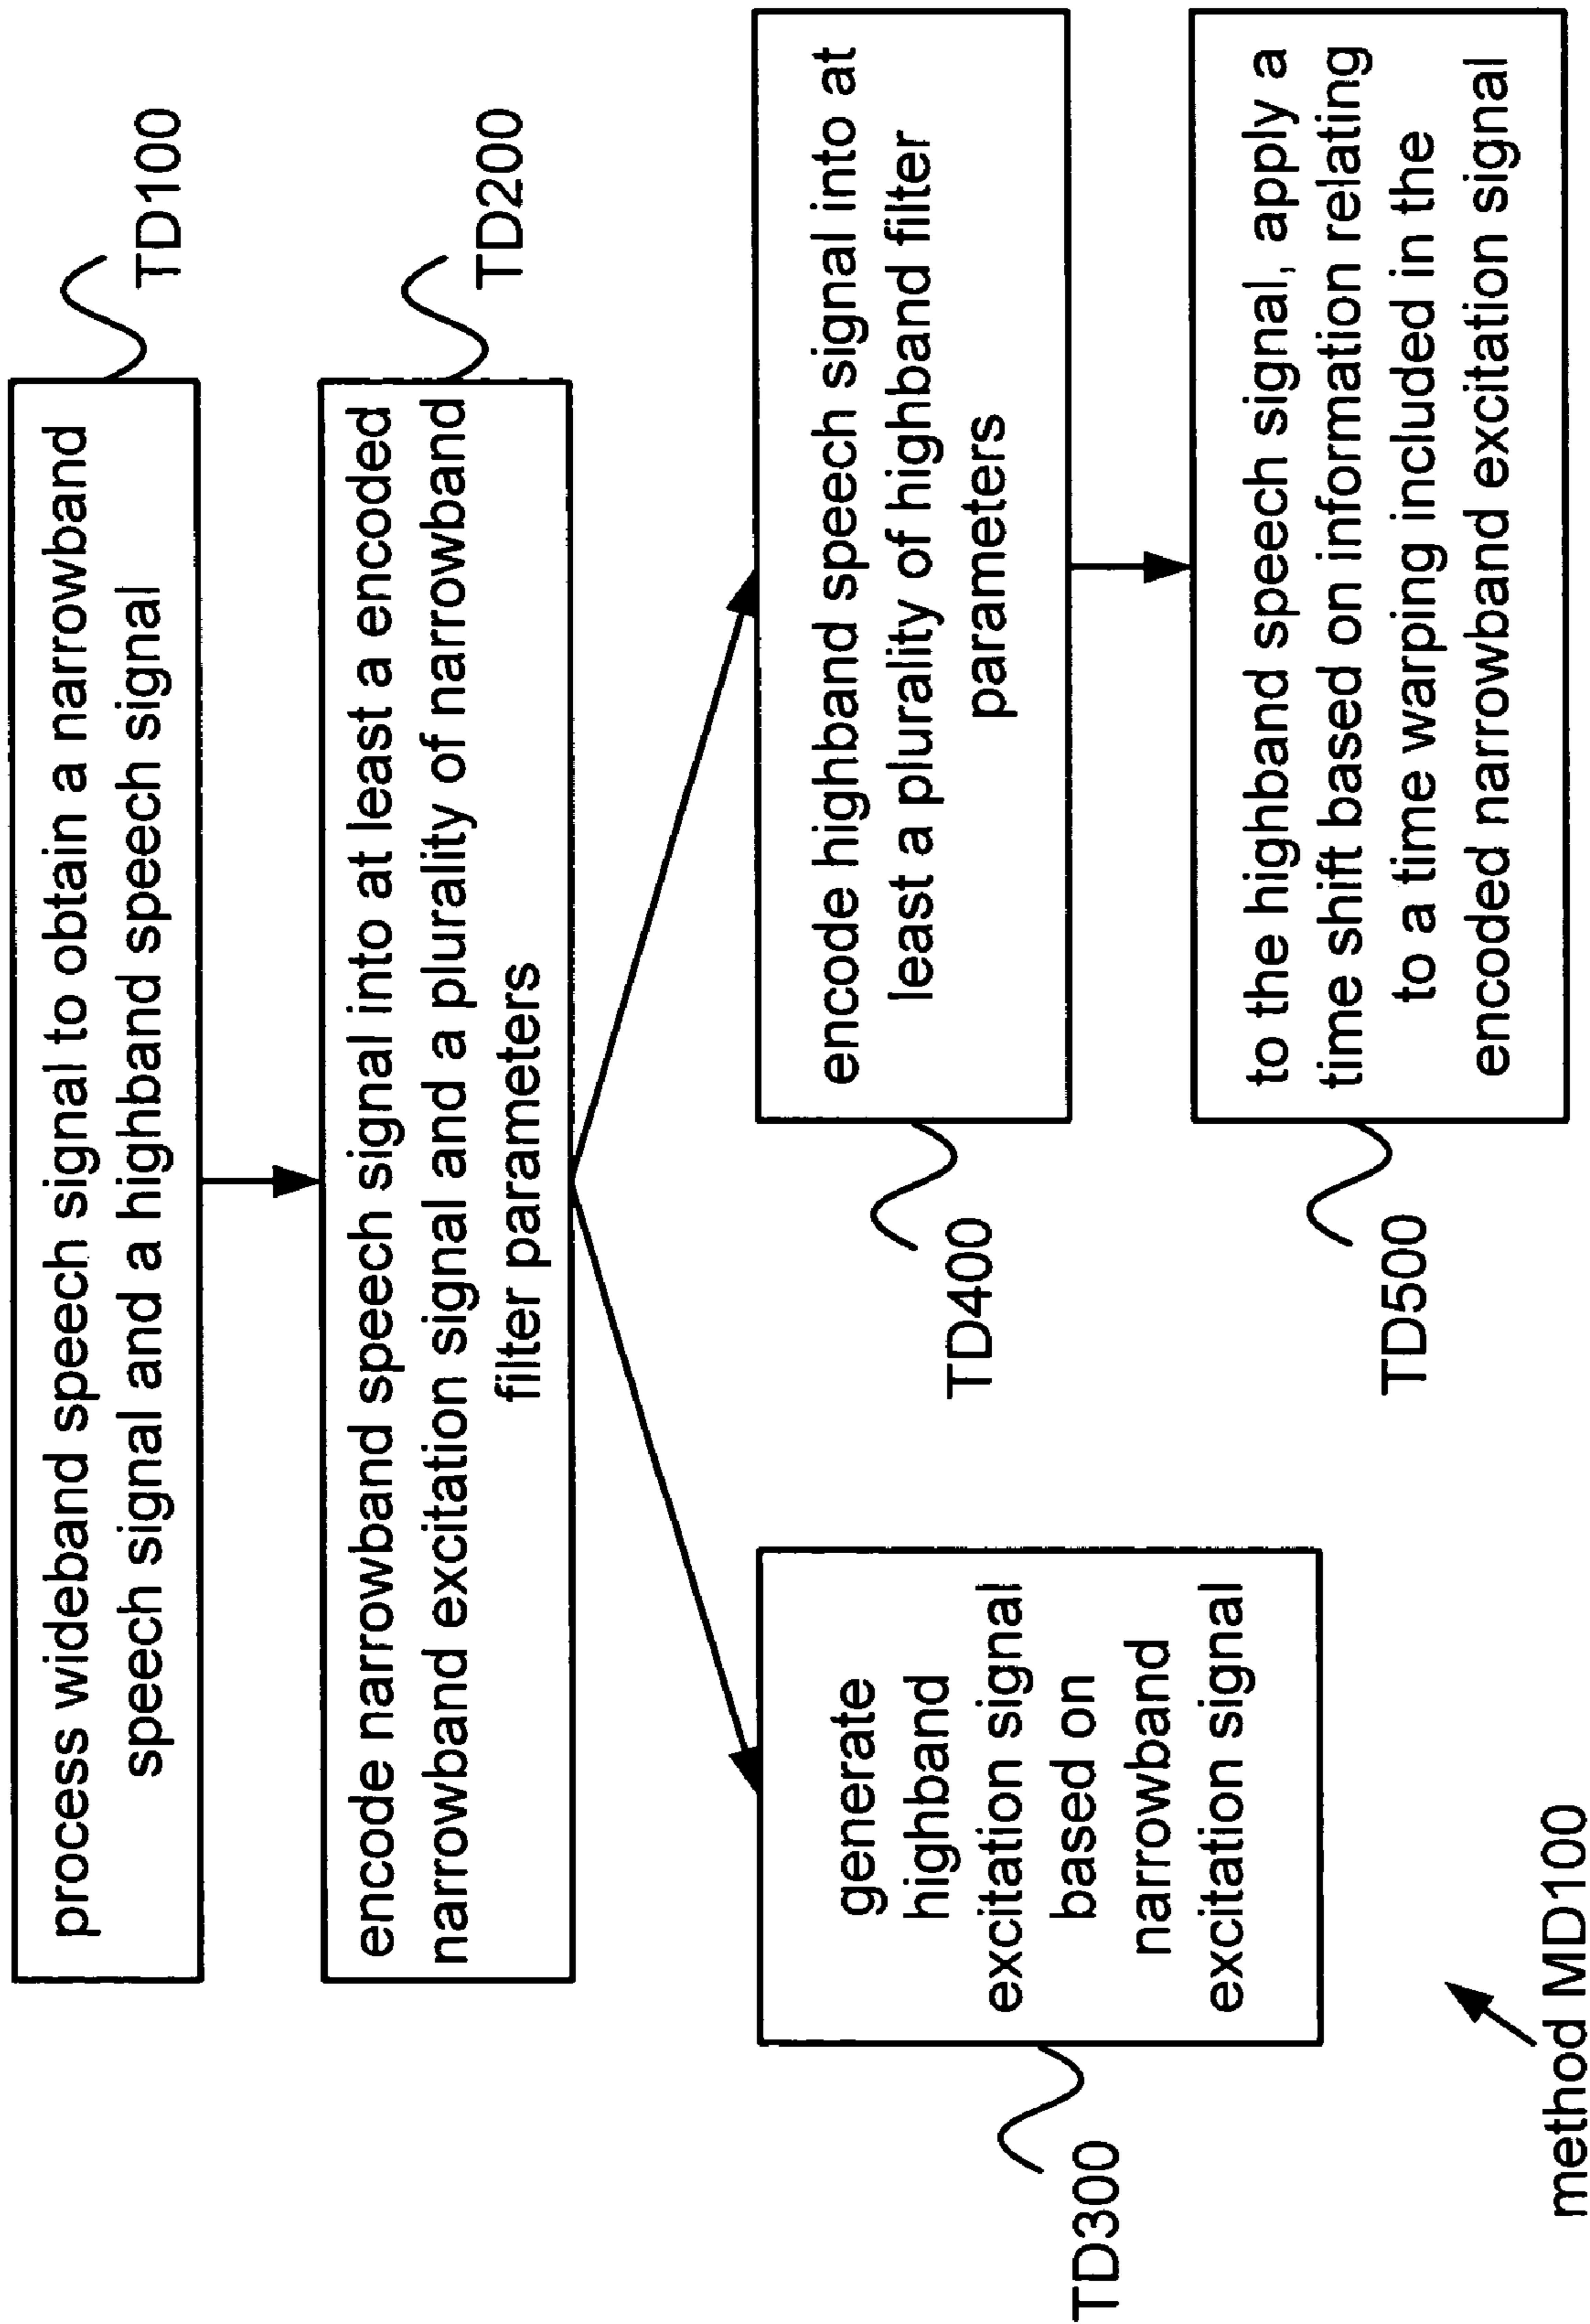 process wideband speech signal to obtain a narrowband
speech signal and a highband speech signal
TD100
encode narrowband speech signal into at least a encoded
narrowband excitation signal and a plurality of narrowband
filter parameters
TD200
generate
highband
excitation signal
based on
narrowband
excitation signal
TD300
encode highband speech signal into at
least a plurality of highband filter
parameters
TD400
to the highband speech signal, apply a
time shift based on information relating
to a time warping included in the
encoded narrowband excitation signal
TD500
method MD100